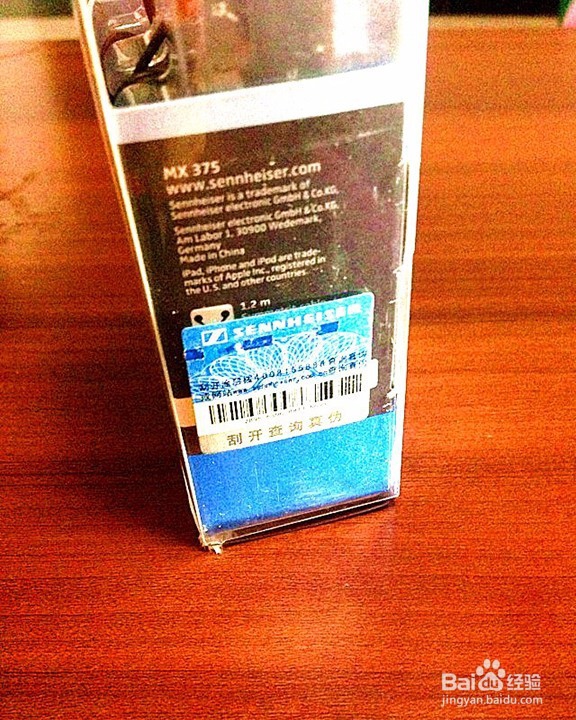 MX 375
www.sennheiser.com
Sennheiser is a trademark of
Sennheiser electronic GmbH & Co.KG.
Sennheiser electronic GmbH & Co.KG
Am Labor 1, 30900 Wedemark,
Germany
Made in China
iPad, iPhone and iPod are trade-
marks of Apple Inc., registered in
the U.S. and other countries.
1.2 m
SENNHEISER
刮开查询真伪
Bai du 经验
jingyan.baidu.com